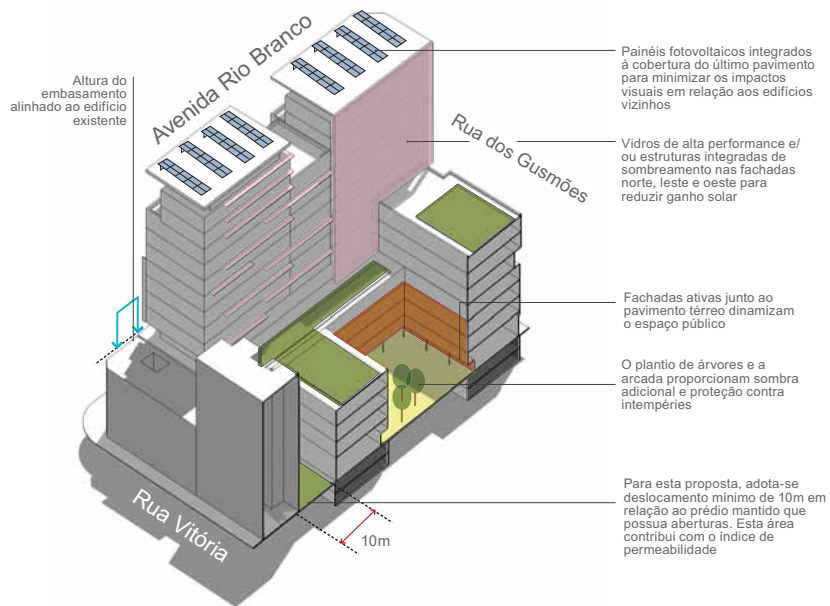 Altura do
embasamento
alinhado ao edifício
existente
Avenida Rio Branco
Rua dos Gusmões
Painéis fotovoltaicos integrados
à cobertura do último pavimento
para minimizar os impactos
visuais em relação aos edifícios
vizinhos
Vidros de alta performance e/
ou estruturas integradas de
sombreamento nas fachadas
norte, leste e oeste para
reduzir ganho solar
Fachadas ativas junto ao
pavimento térreo dinamizam
o espaço público
O plantio de árvores e a
arcada proporcionam sombra
adicional e proteção contra
intempéries
Para esta proposta, adota-se
deslocamento mínimo de 10m em
relação ao prédio mantido que
possua aberturas. Esta área
contribui com o índice de
permeabilidade
Rua Vitória
10m